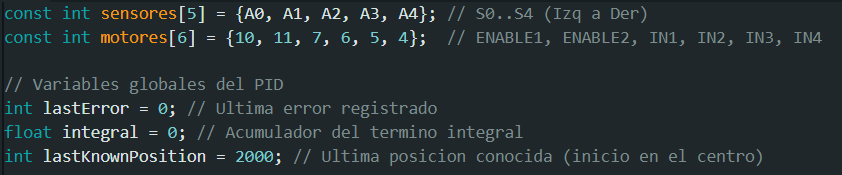 const int sensores[5] = {A0, A1, A2, A3, A4}; // S0..S4 (Izq a Der)
const int motores[6] = {10, 11, 7, 6, 5, 4};  // ENABLE1, ENABLE2, IN1, IN2, IN3, IN4

// Variables globales del PID
int lastError = 0; // Ultima error registrado
float integral = 0; // Acumulador del termino integral
int lastKnownPosition = 2000; // Ultima posicion conocida (inicio en el centro)